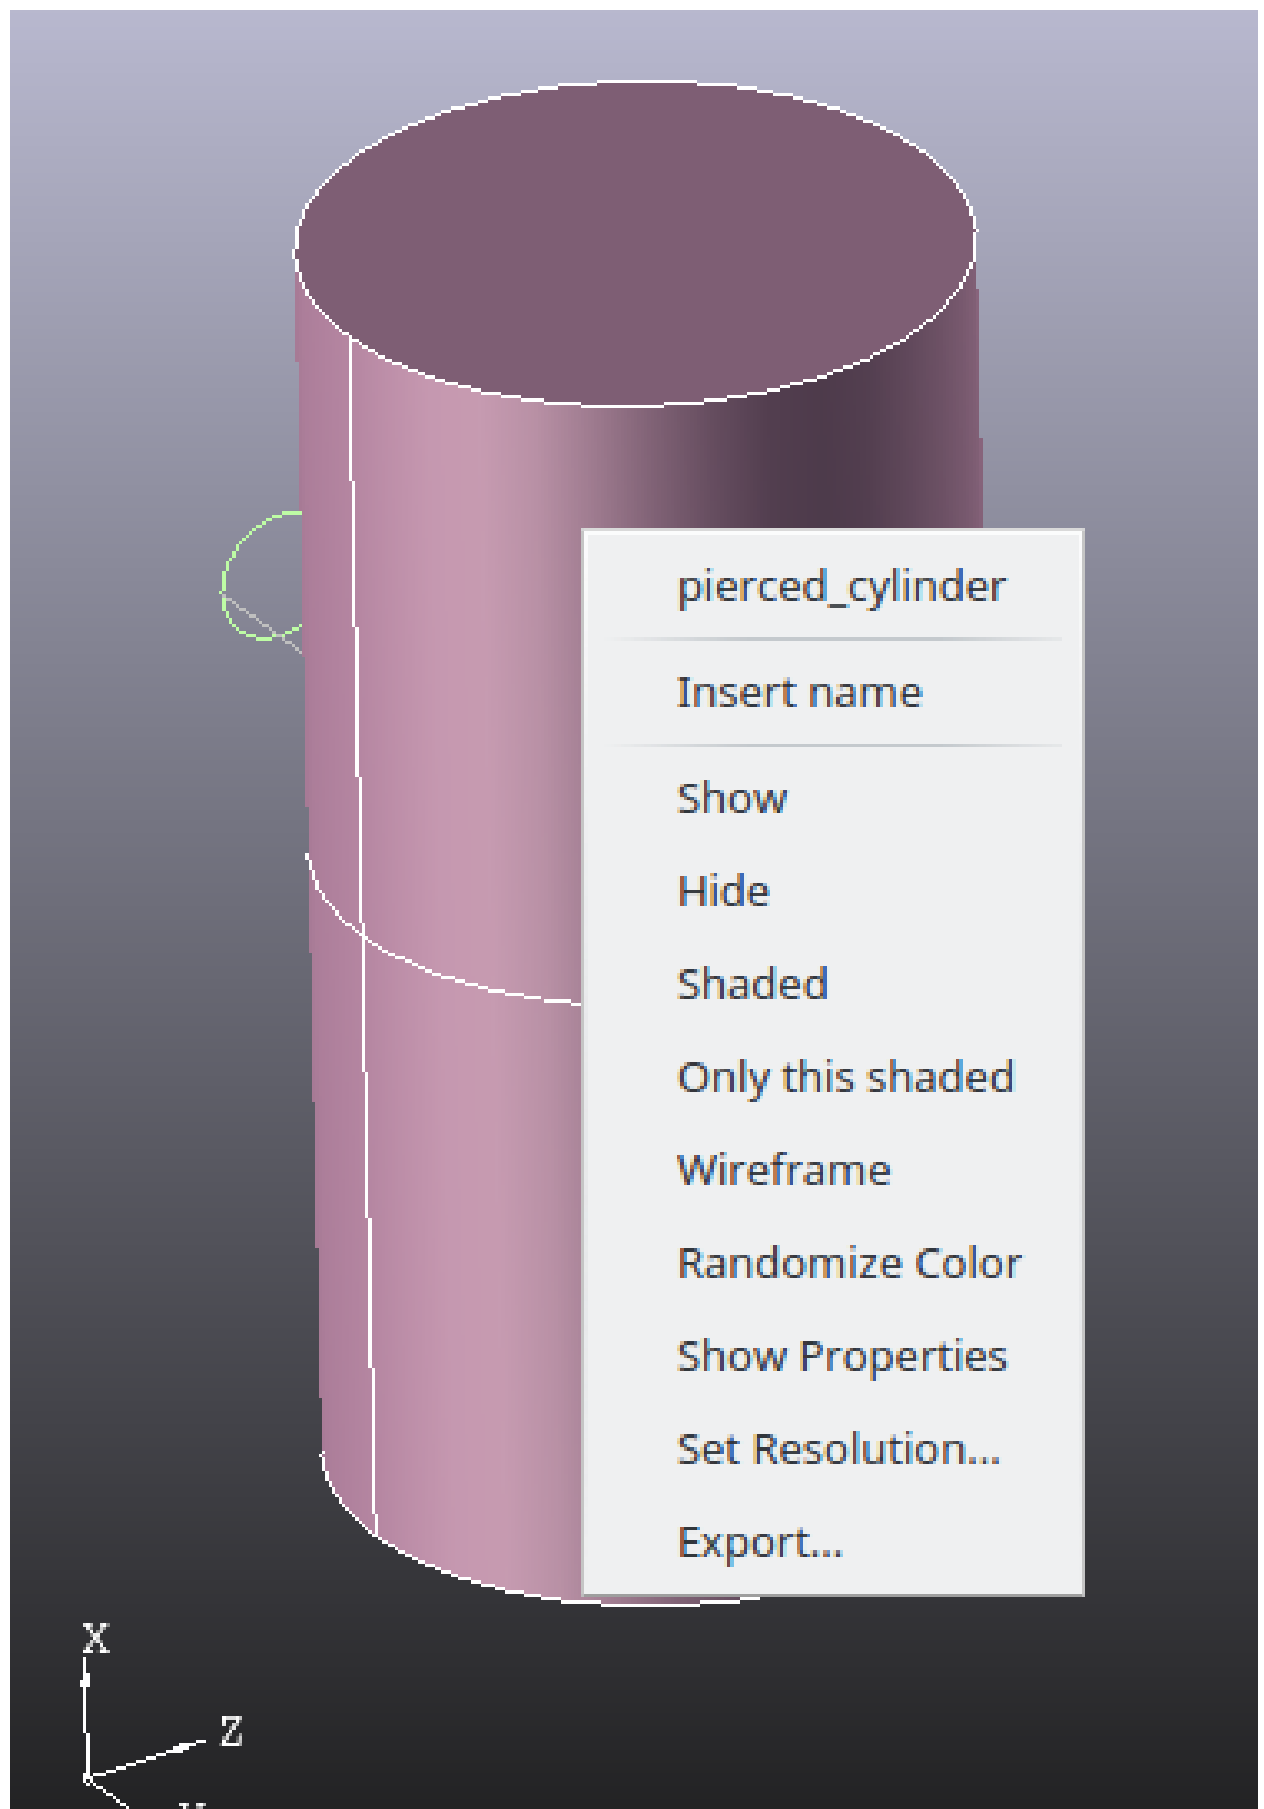 pierced_cylinder
Insert name
Show
Hide
Shaded
Only this shaded
Wireframe
Randomize Color
Show Properties
Set Resolution...
Export...
X
Z